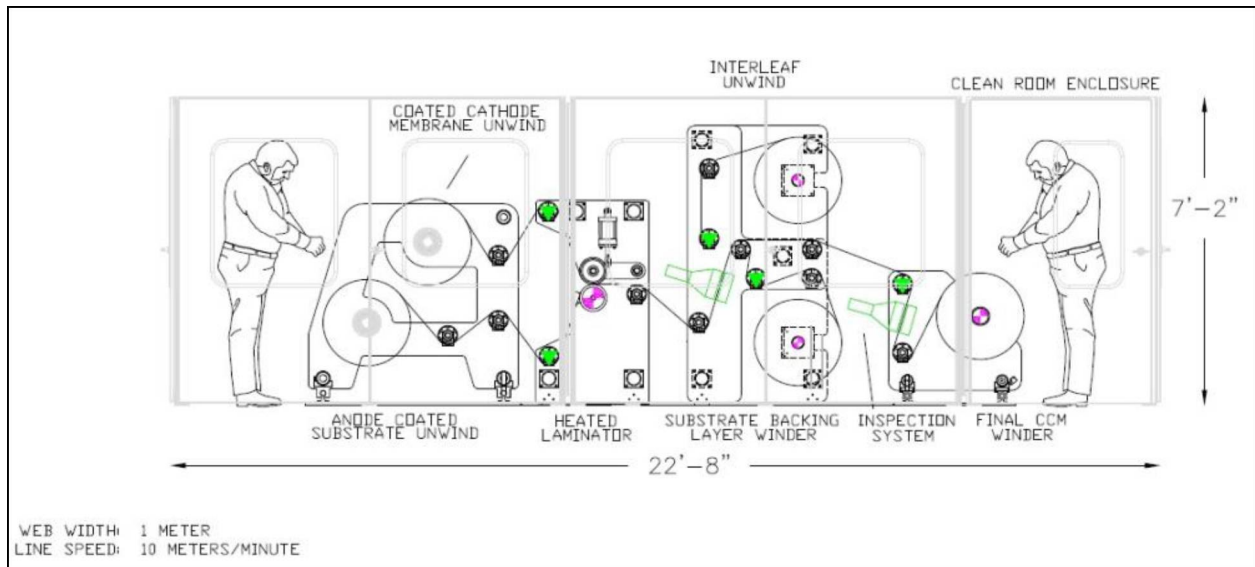 INTERLEAF
UNWIND
CLEAN ROOM ENCLOSURE
COATED CATHODE
MEMBRANE UNWIND
7'-2"
ANODE COATED
SUBSTRATE UNWIND
HEATED
LAMINATOR
SUBSTRATE BACKING
LAYER WINDER
INSPECTION
SYSTEM
FINAL CCM
WINDER
22'-8"
WEB WIDTH: 1 METER
LINE SPEED: 10 METERS/MINUTE